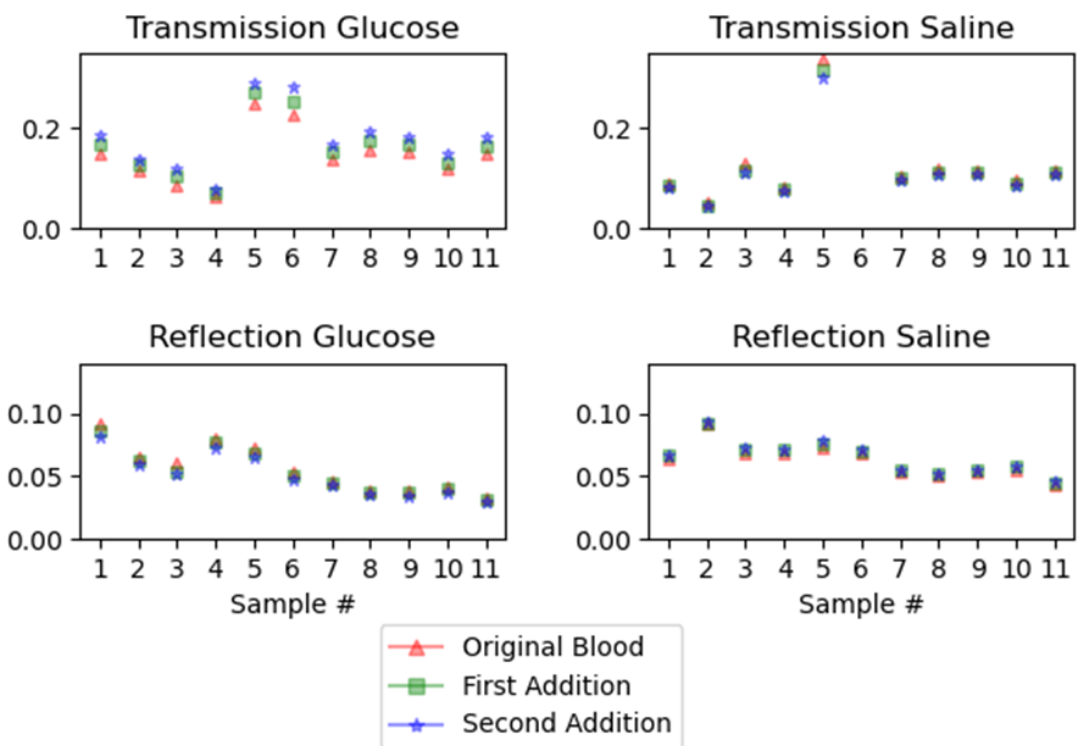 Transmission Glucose
Transmission Saline
0.2
0.0
1 2 3 4 5 6 7 8 9 10 11
0.2
0.0
1 2 3 4 5 6 7 8 9 10 11
Reflection Glucose
Reflection Saline
0.10
0.05
0.00
1 2 3 4 5 6 7 8 9 10 11
Sample #
0.10
0.05
0.00
1 2 3 4 5 6 7 8 9 10 11
Sample #
Original Blood
First Addition
Second Addition